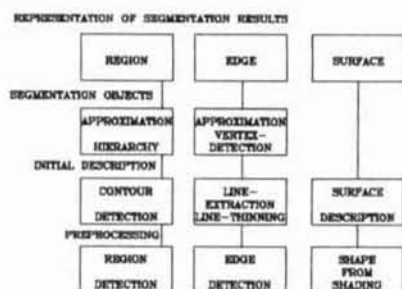 REPRESENTATION OF SEGMENTATION RESULTS
REGION
EDGE
SURFACE
SEGMENTATION OBJECTS
APPROXIMATION
HIERARCHY
APPROXIMATION
VERTEX-
DETECTION
INITIAL DESCRIPTION
CONTOUR
DETECTION
LINE-
EXTRACTION
LINE-THINNING
SURFACE
DESCRIPTION
PREPROCESSING
REGION
DETECTION
EDGE
DETECTION
SHAPE
FROM
SHADING